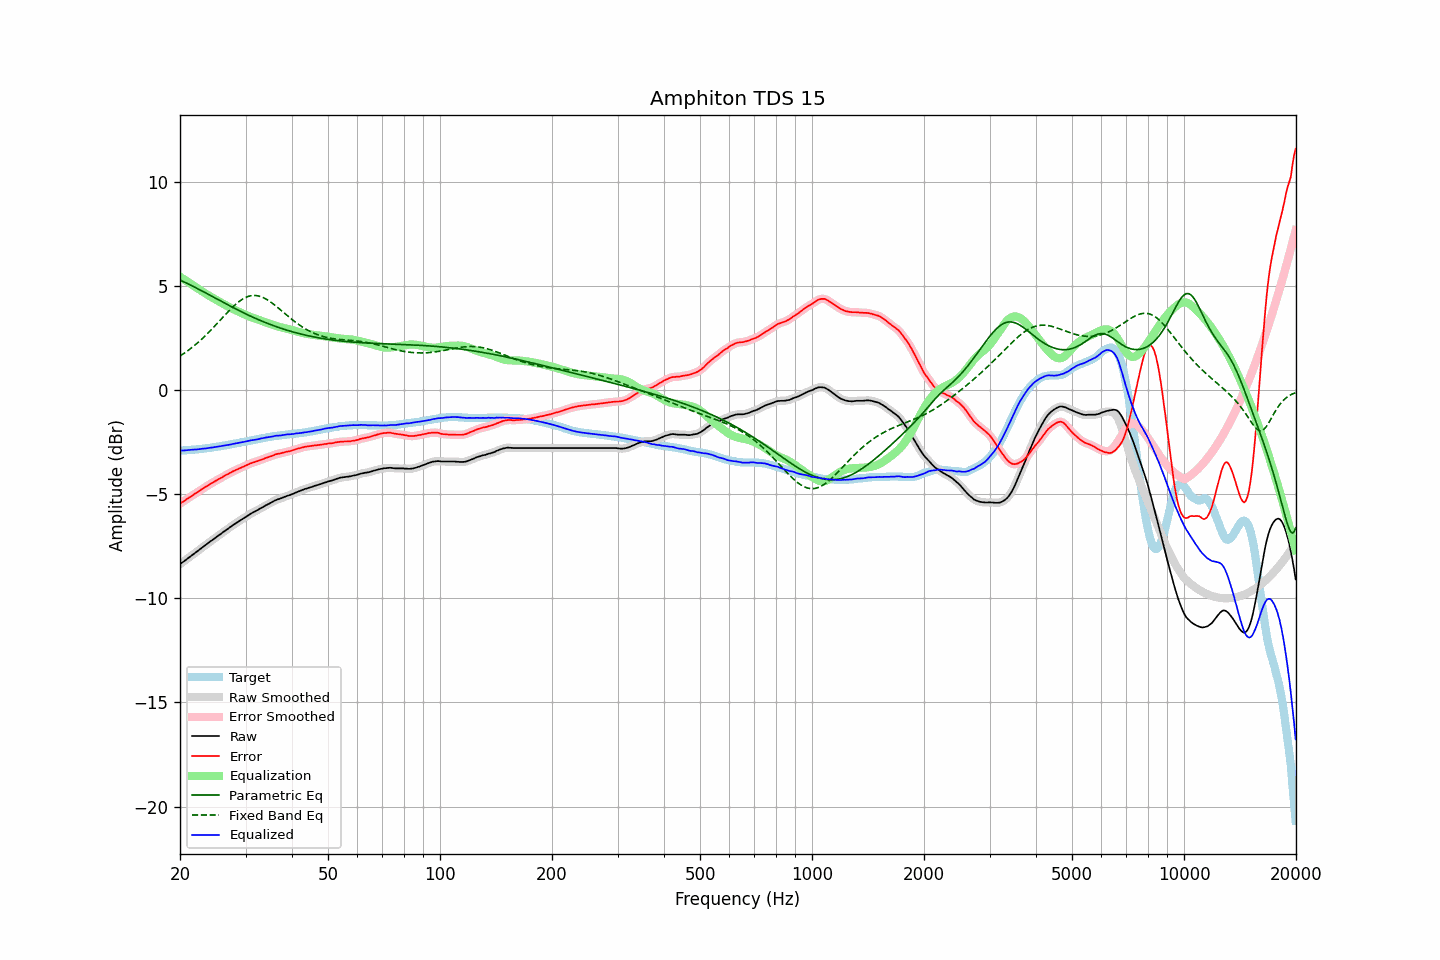 Amphiton TDS 15
Amplitude (dBr)
10
5
0
−5
−10
−15
−20
Target
Raw Smoothed
Error Smoothed
Raw
Error
Equalization
Parametric Eq
Fixed Band Eq
Equalized
20 50 100 200 500 1000 2000 5000 10000 20000
Frequency (Hz)